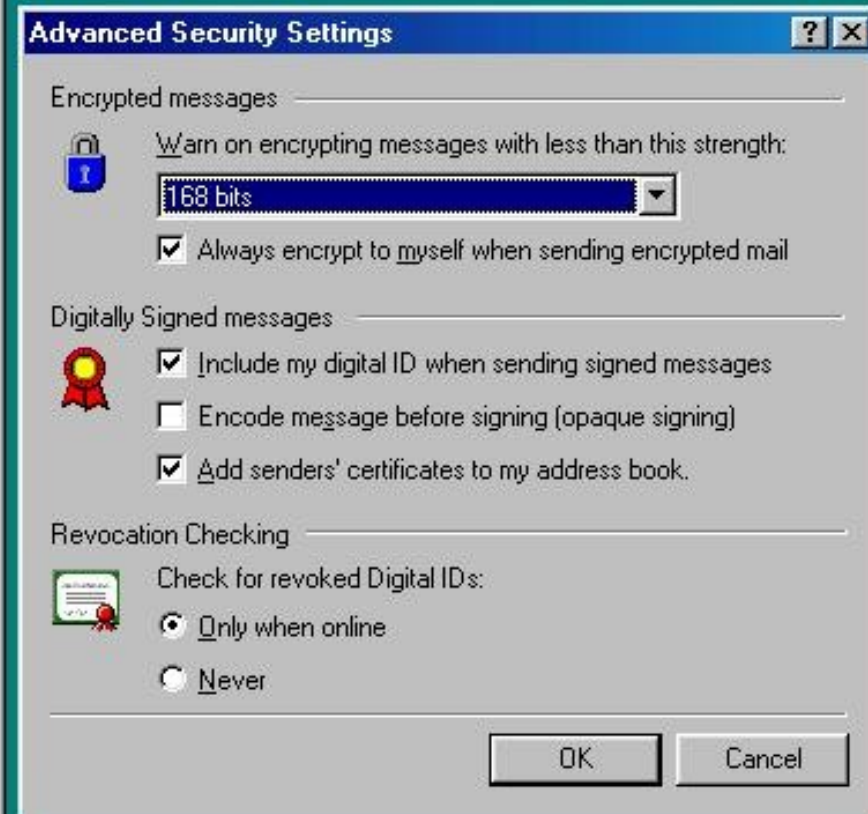 Advanced Security Settings
Encrypted messages
Warn on encrypting messages with less than this strength:
168 bits
Always encrypt to myself when sending encrypted mail
Digitally Signed messages
Include my digital ID when sending signed messages
Encode message before signing (opaque signing)
Add senders' certificates to my address book.
Revocation Checking
Check for revoked Digital IDs:
Only when online
Never
OK Cancel